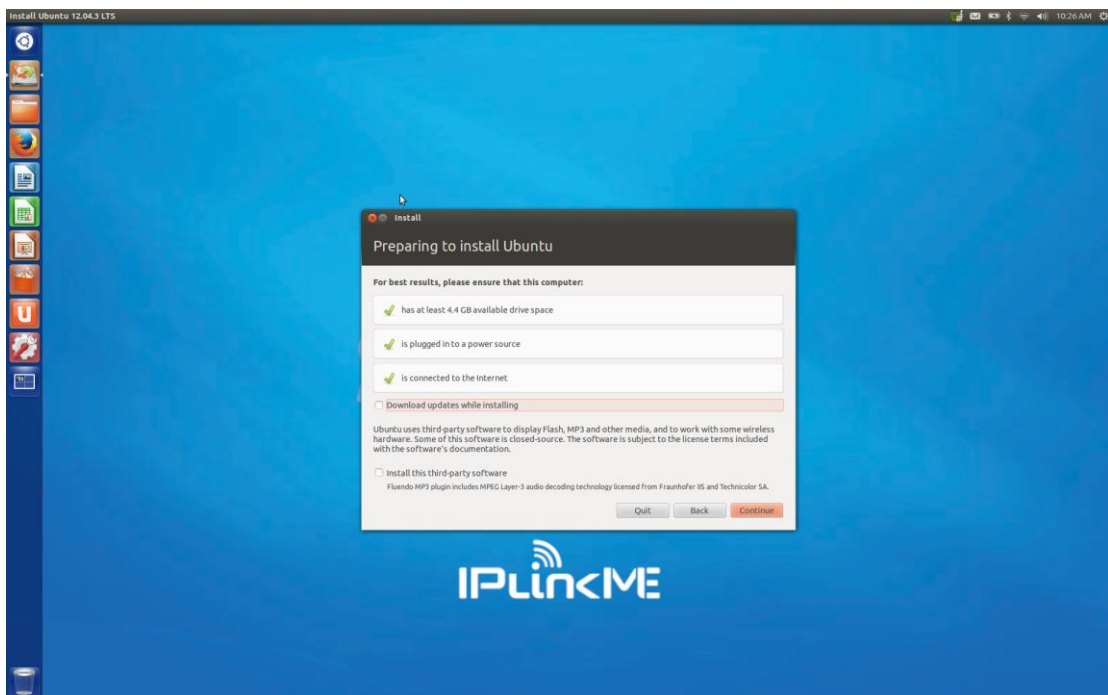 Install Ubuntu 12.04.3 LTS
10:26 AM
Install
Preparing to install Ubuntu
For best results, please ensure that this computer:
has at least 4.4 GB available drive space
is plugged in to a power source
is connected to the Internet
Download updates while installing
Ubuntu uses third-party software to display Flash, MP3 and other media, and to work with some wireless
hardware. Some of this software is closed-source. The software is subject to the license terms included
with the software's documentation.
Install this third-party software
Fluendo MP3 plugin includes MPEG Layer-3 audio decoding technology licensed from Fraunhofer IIS and Technicolor SA.
Quit Back Continue
IPLinkME